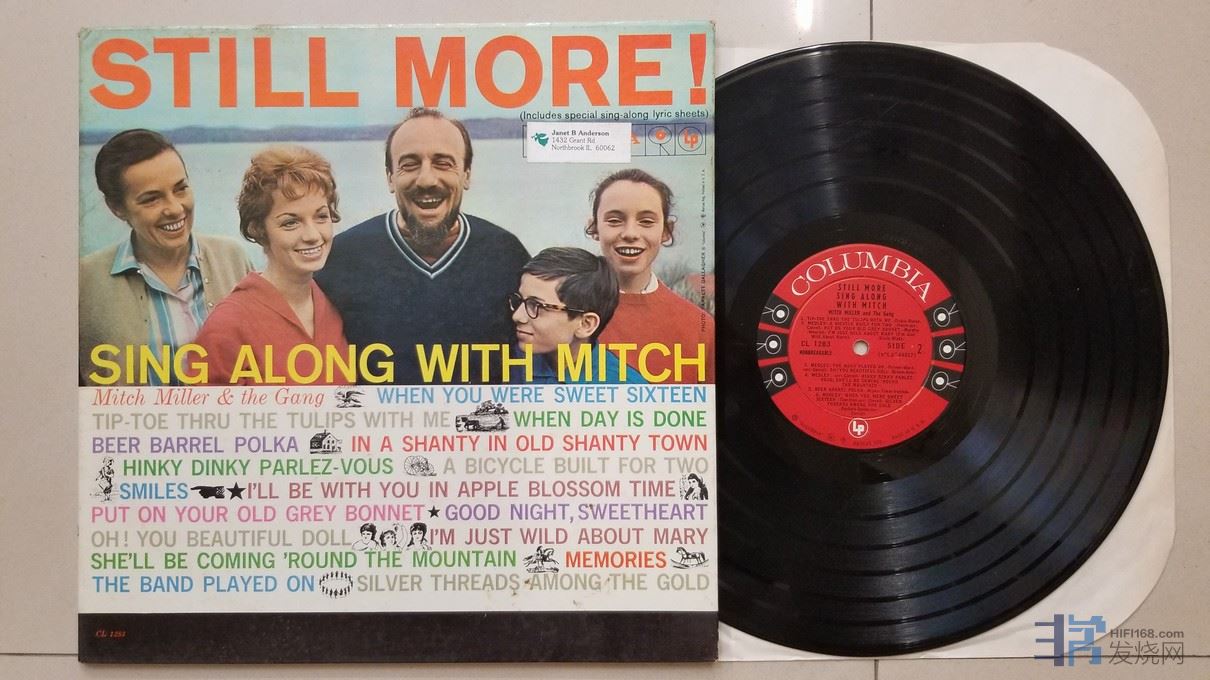 STILL MORE!
(Includes special sing-along lyric sheets)
Janet B Anderson
1432 Grant Rd
Northbrook IL 60062
A
LP
SING ALONG WITH MITCH
Mitch Miller & the Gang WHEN YOU WERE SWEET SIXTEEN
TIP-TOE THRU THE TULIPS WITH ME WHEN DAY IS DONE
BEER BARREL POLKA IN A SHANTY IN OLD SHANTY TOWN
HINKY DINKY PARLEZ-VOUS A BICYCLE BUILT FOR TWO
SMILES ★ I'LL BE WITH YOU IN APPLE BLOSSOM TIME
PUT ON YOUR OLD GREY BONNET ★ GOOD NIGHT, SWEETHEART
OH! YOU BEAUTIFUL DOLL I'M JUST WILD ABOUT MARY
SHE'LL BE COMING 'ROUND THE MOUNTAIN MEMORIES
THE BAND PLAYED ON SILVER THREADS AMONG THE GOLD
CL 1283
COLUMBIA
STILL MORE
SING ALONG
WITH MITCH
MITCH MILLER and The Gang
CL 1283
SIDE 2
NONBREAKABLE
LP
HIFI168.com
发烧网